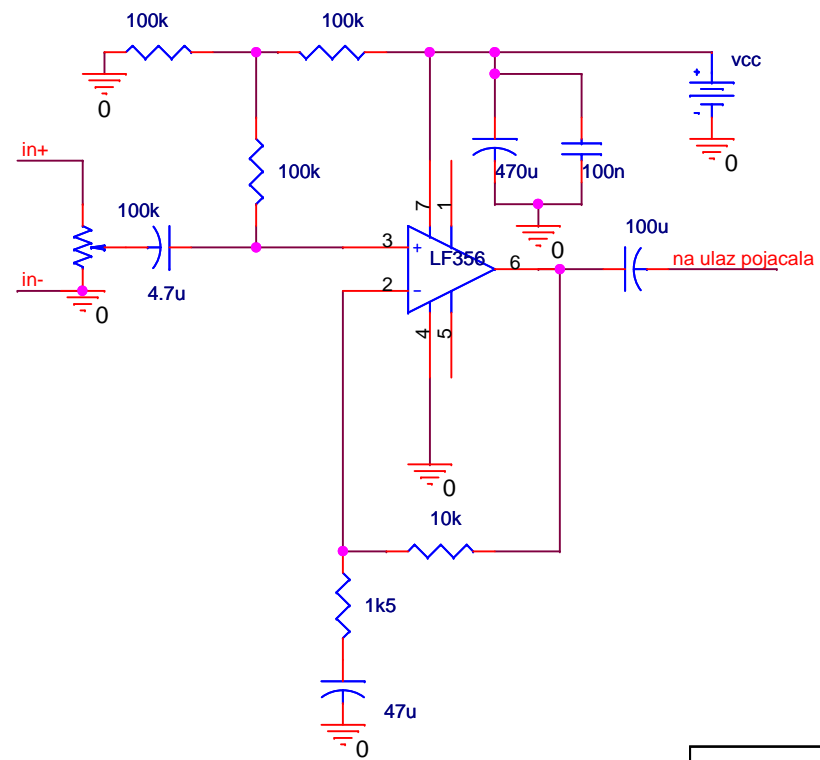 100k
100k
vcc
+
-
0
0
in+
100k
470u
100n
7
1
100k
3
+
LF356
6
0
100u
na ulaz pojacala
4.7u
2
-
in-
0
4
5
0
10k
1k5
47u
0